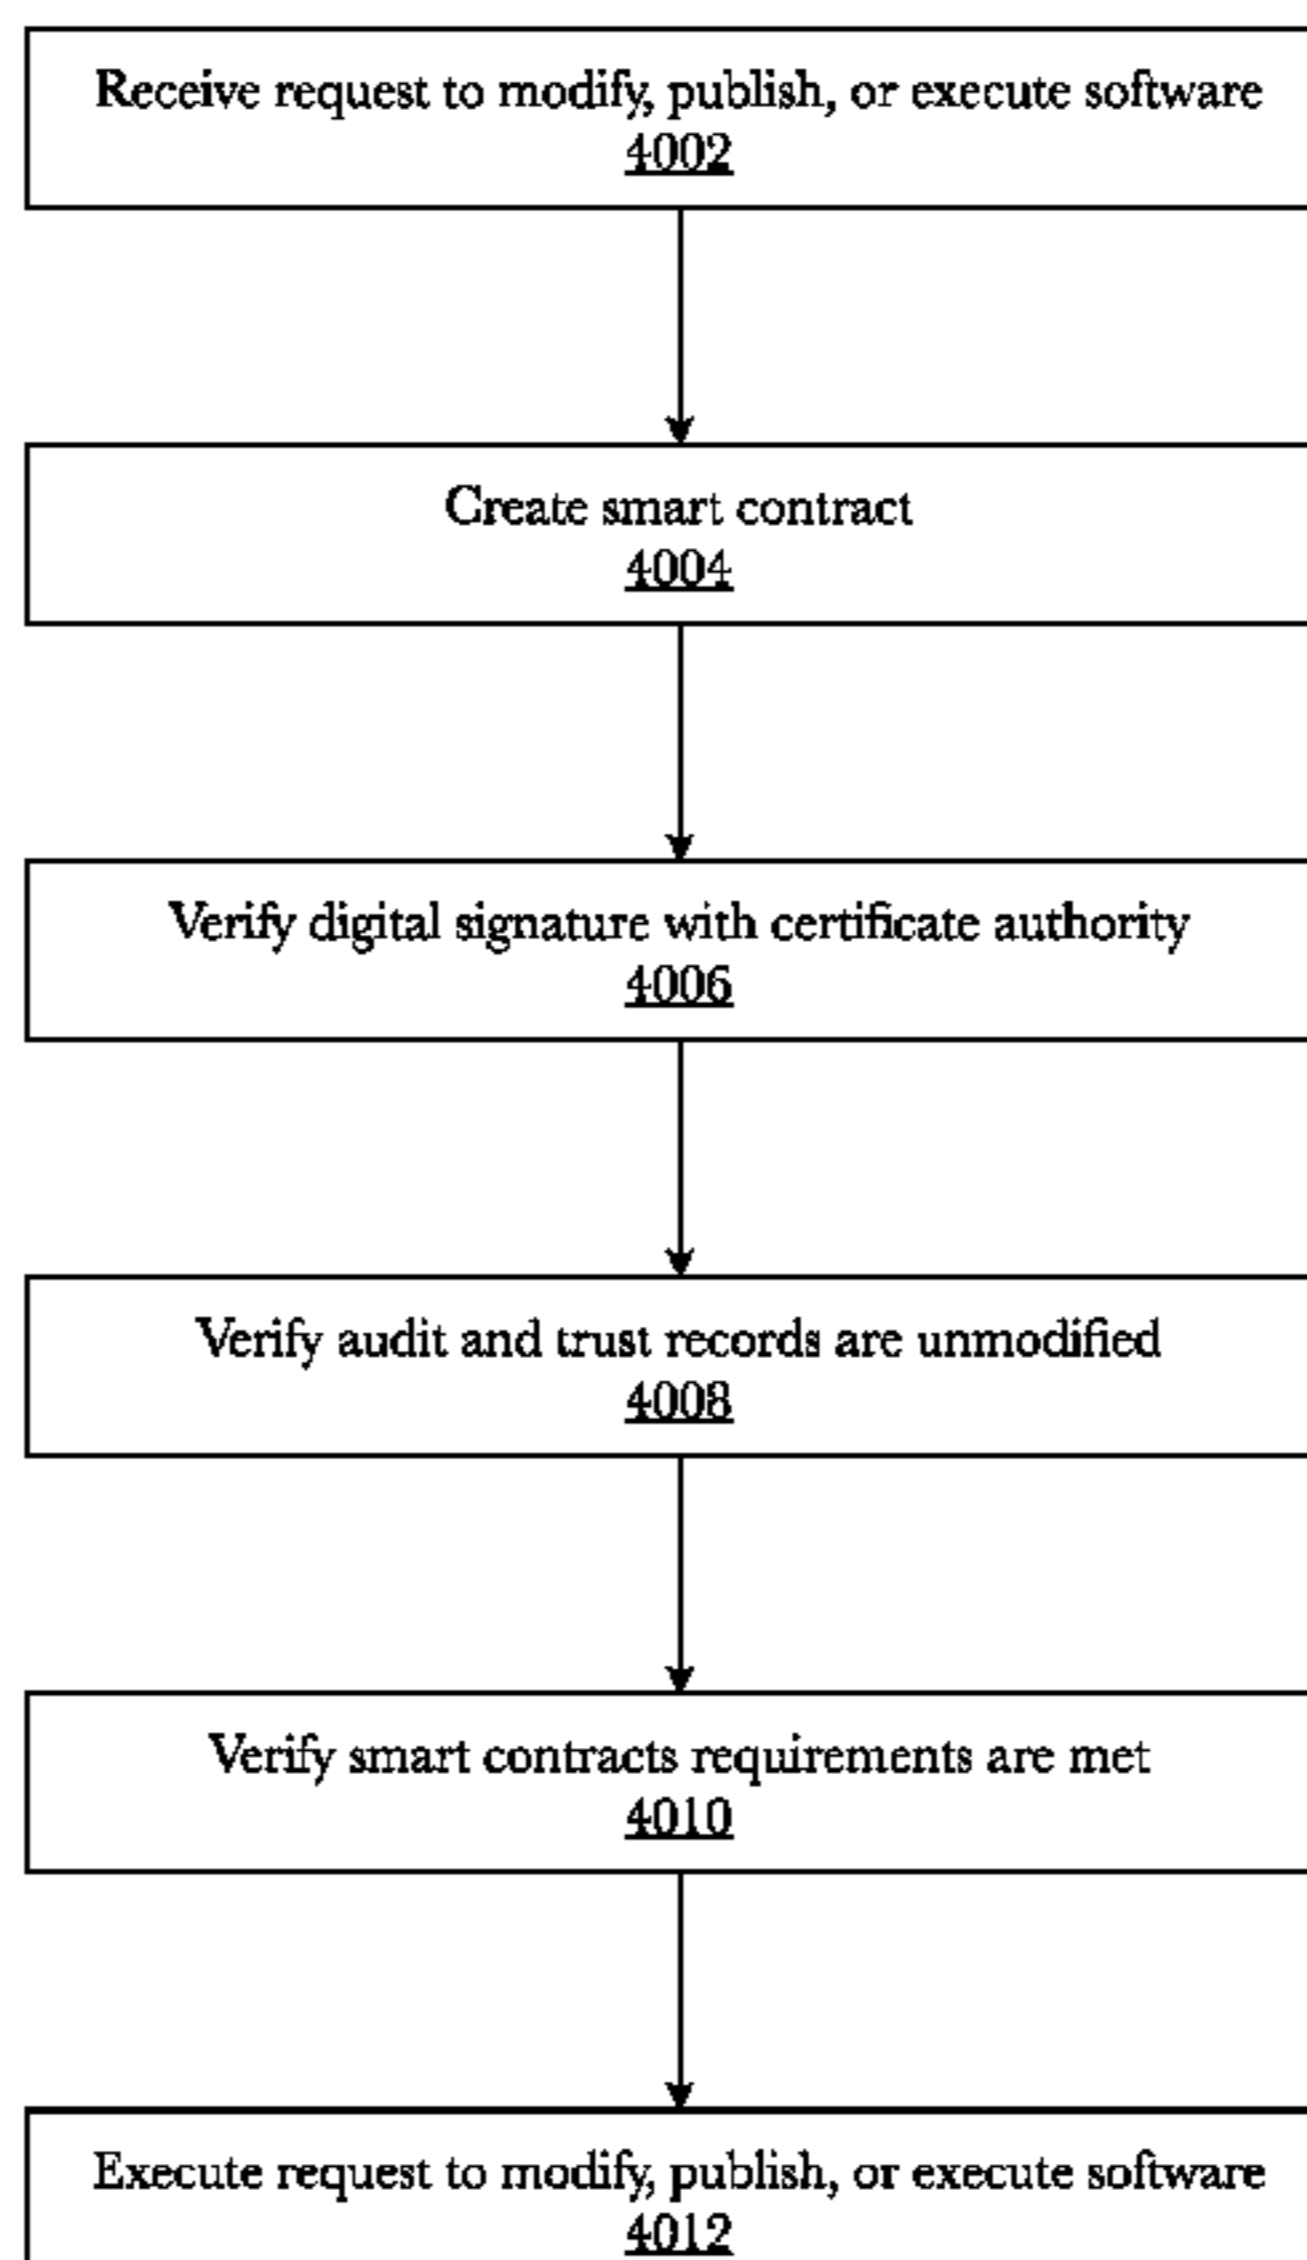 Receive request to modify, publish, or execute software
4002
Create smart contract
4004
Verify digital signature with certificate authority
4006
Verify audit and trust records are unmodified
4008
Verify smart contracts requirements are met
4010
Execute request to modify, publish, or execute software
4012